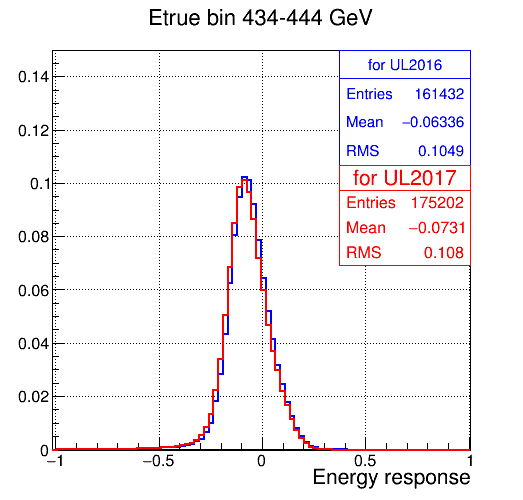 Etrue bin 434-444 GeV
for UL2016
Entries 161432
Mean −0.06336
RMS 0.1049
for UL2017
Entries 175202
Mean −0.0731
RMS 0.108
0.14
0.12
0.1
0.08
0.06
0.04
0.02
0
−1 −0.5 0 0.5 1
Energy response